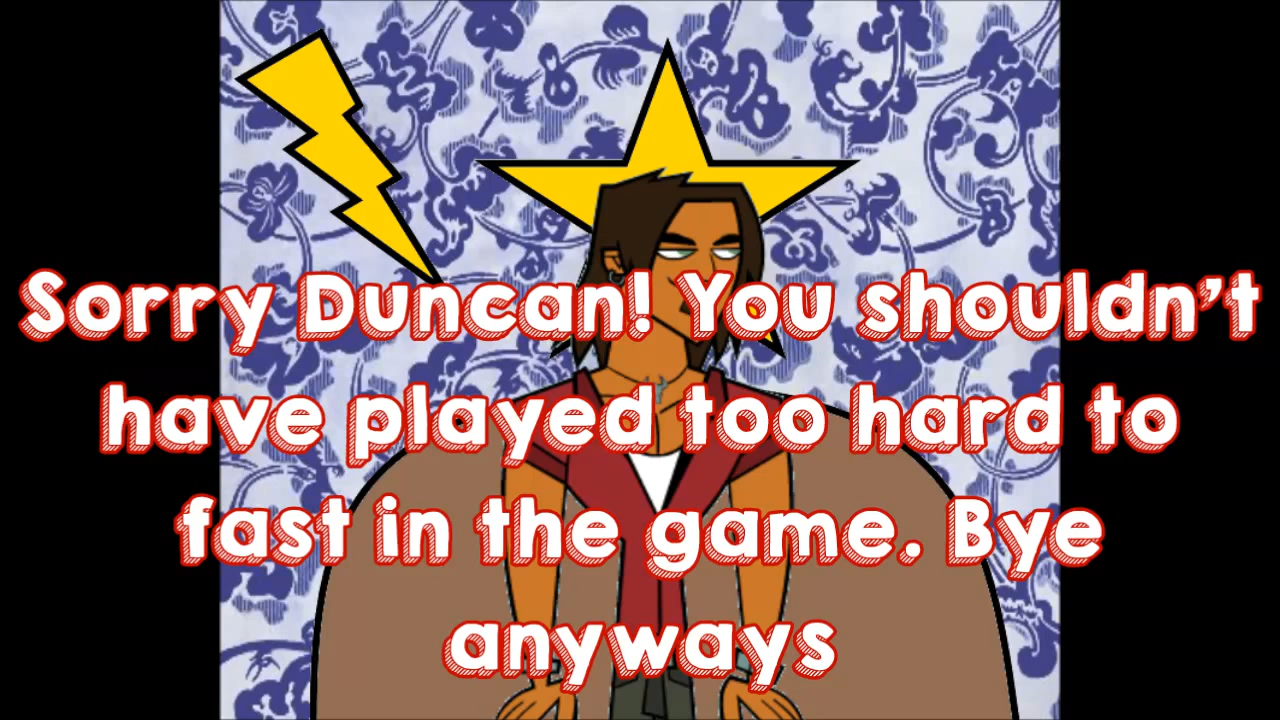 Sorry Duncan! You shouldn't
have played too hard to
fast in the game. Bye
anyways